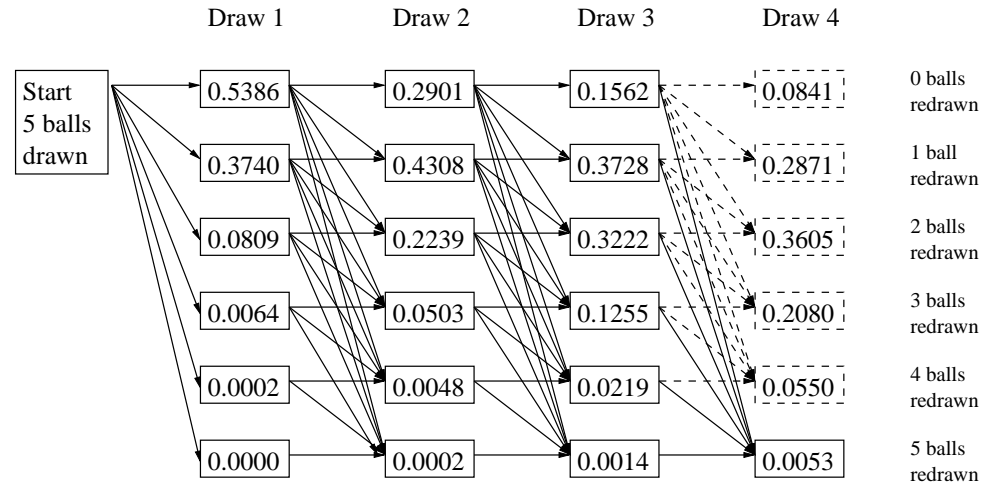 Draw 1 Draw 2 Draw 3 Draw 4
Start
5 balls
drawn
0.5386 0.2901 0.1562 0.0841
0 balls
redrawn
0.3740 0.4308 0.3728 0.2871
1 ball
redrawn
0.0809 0.2239 0.3222 0.3605
2 balls
redrawn
0.0064 0.0503 0.1255 0.2080
3 balls
redrawn
0.0002 0.0048 0.0219 0.0550
4 balls
redrawn
0.0000 0.0002 0.0014 0.0053
5 balls
redrawn